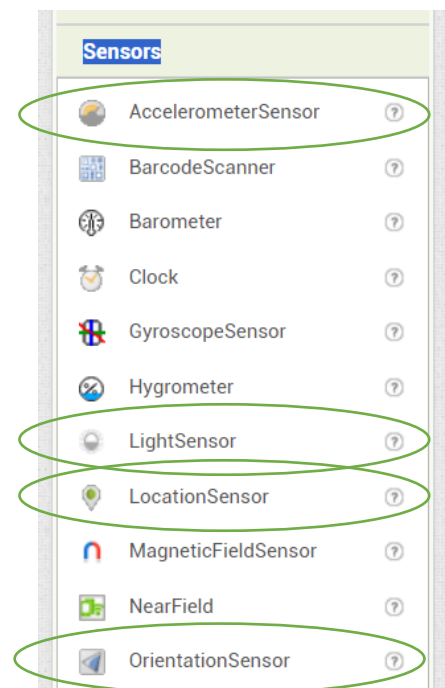 Sensors
AccelerometerSensor ?
BarcodeScanner ?
Barometer ?
Clock ?
GyroscopeSensor ?
Hygrometer ?
LightSensor ?
LocationSensor ?
MagneticFieldSensor ?
NearField ?
OrientationSensor ?